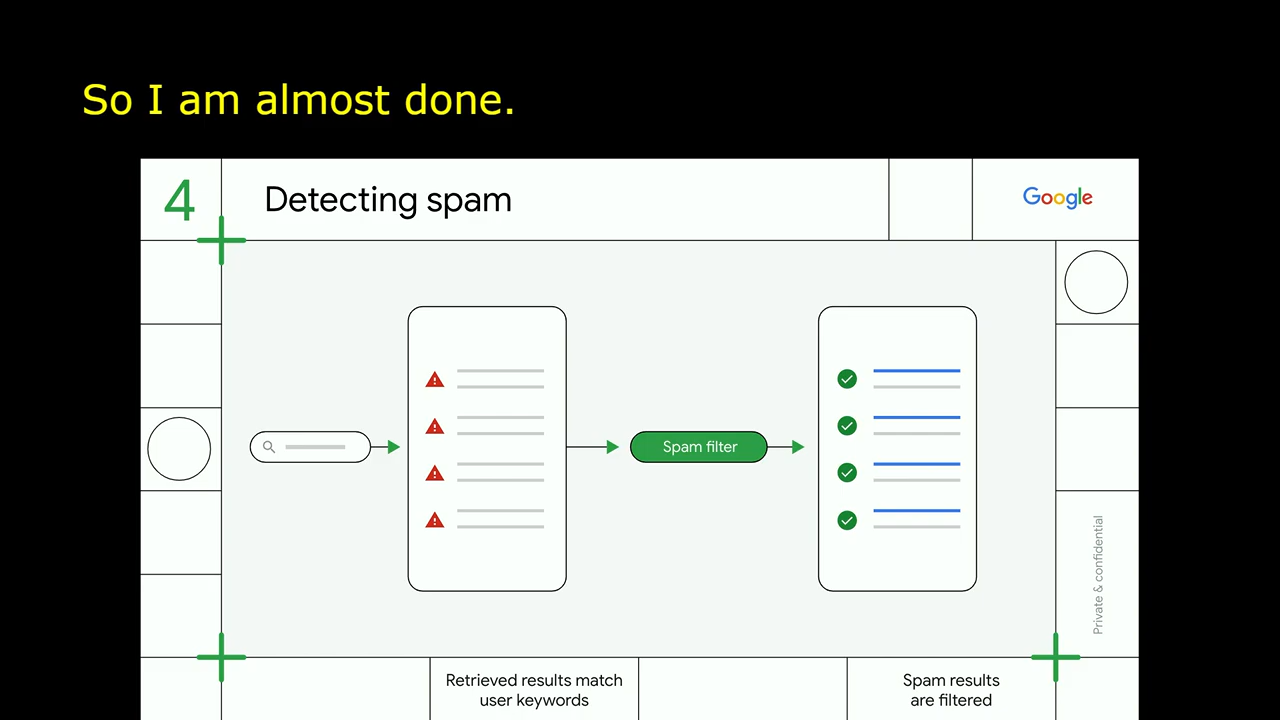 So I am almost done.
4
Detecting spam
Google
Spam filter
Private & confidential
Retrieved results match
user keywords
Spam results
are filtered